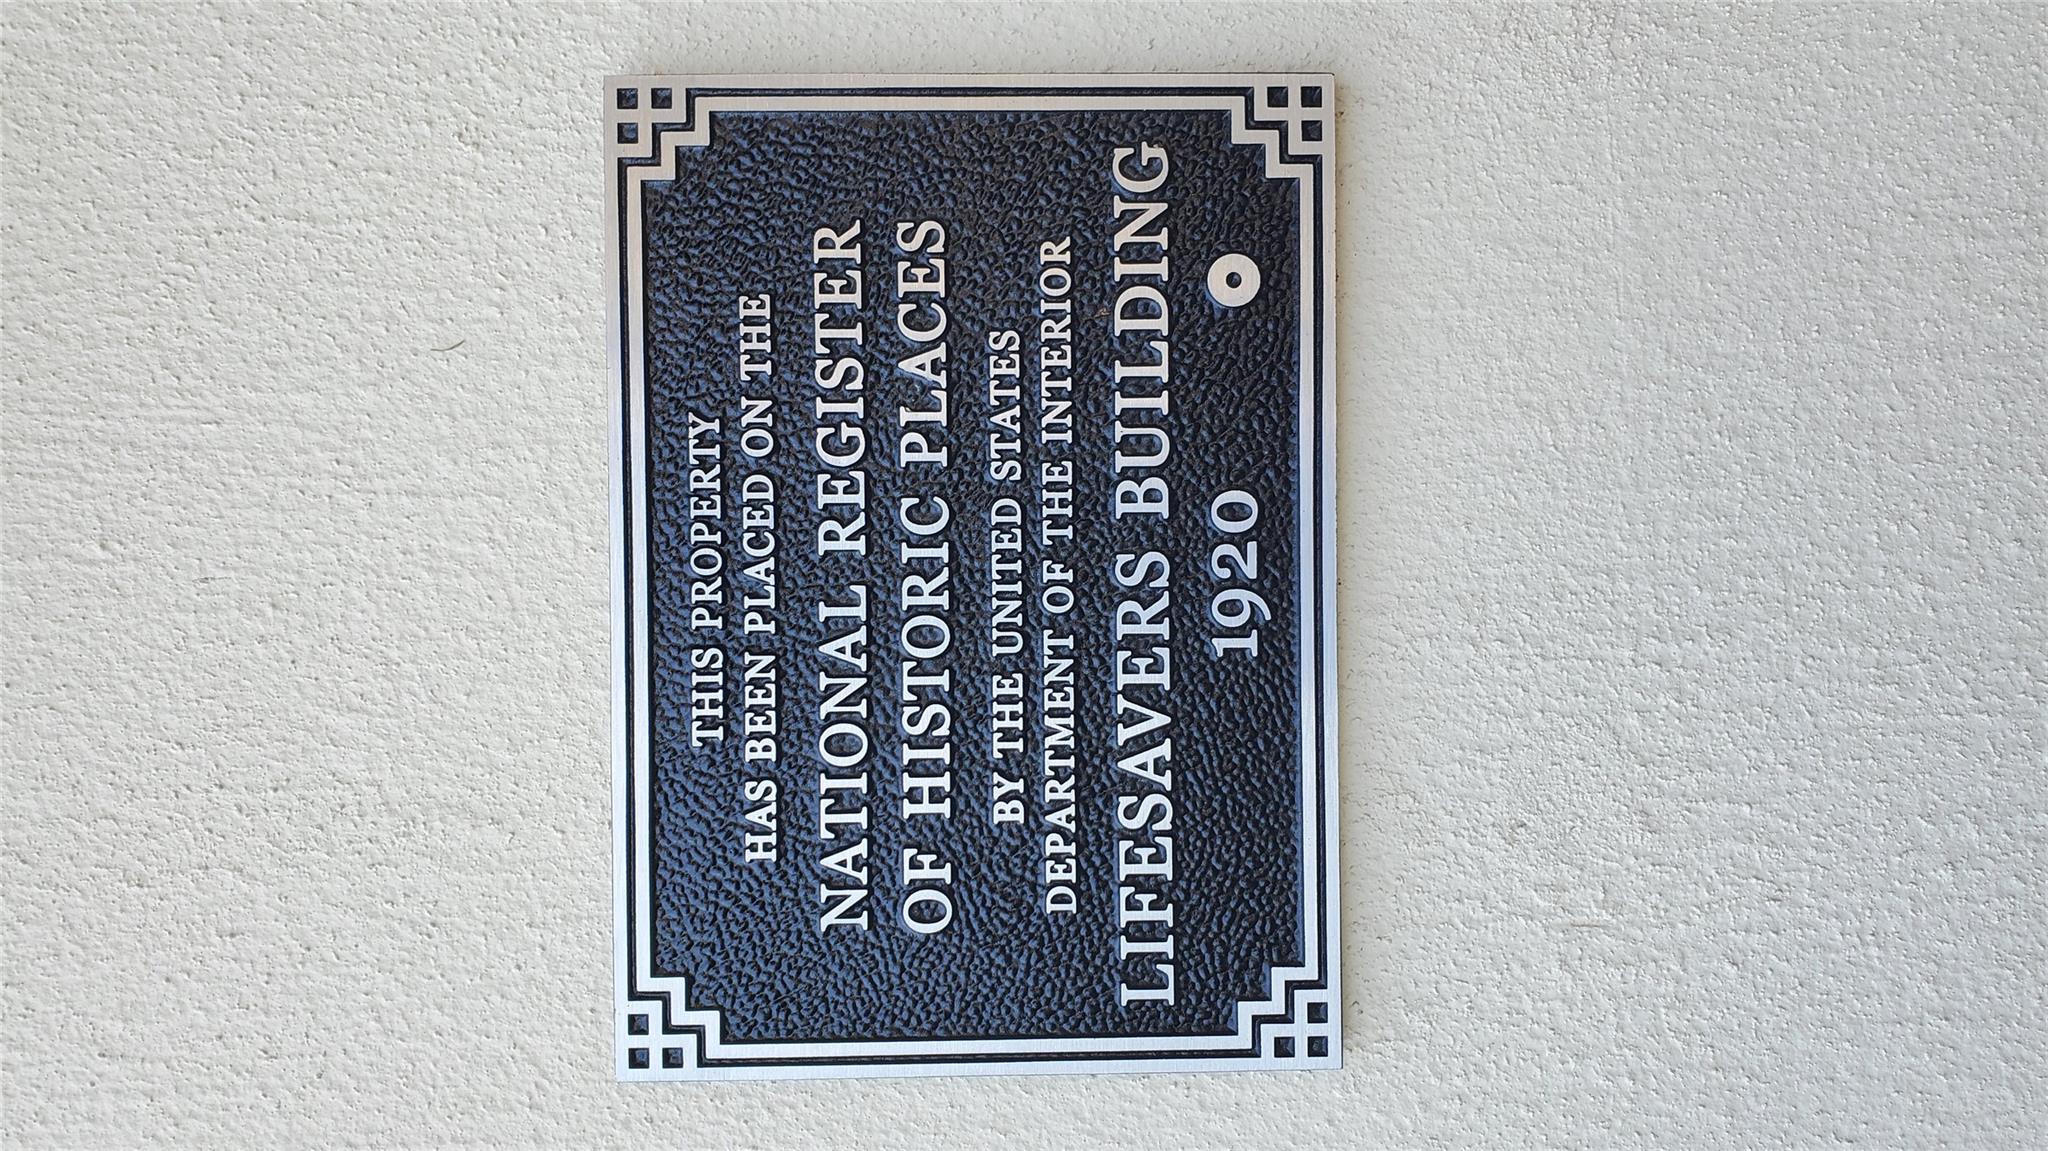 THIS PROPERTY
HAS BEEN PLACED ON THE
NATIONAL REGISTER
OF HISTORIC PLACES
BY THE UNITED STATES
DEPARTMENT OF THE INTERIOR
LIFESAVERS BUILDING
1920